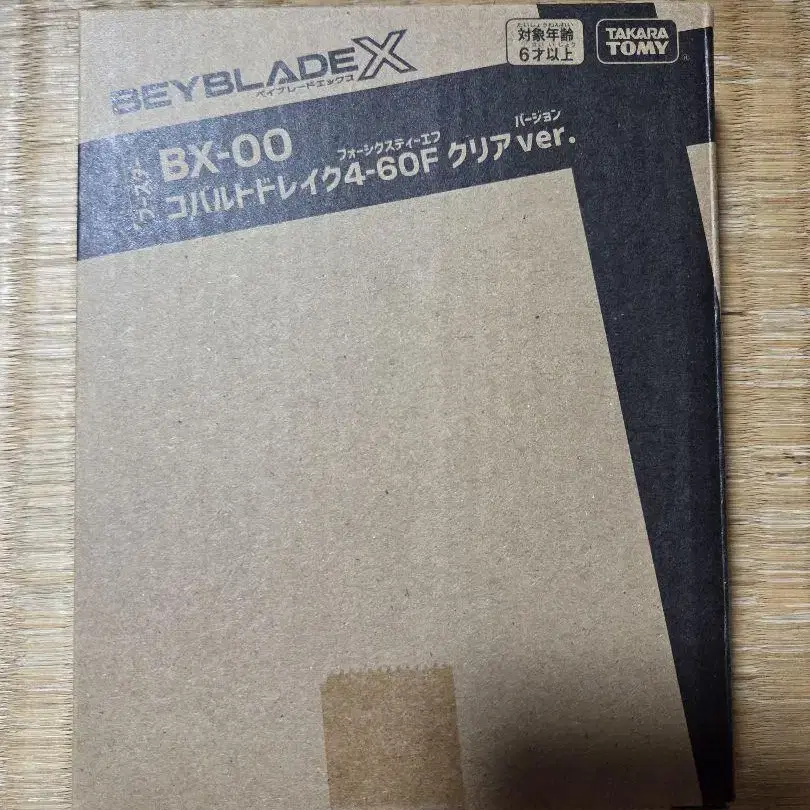 BEYBLADE X
ベイブレードエックス
たいしょうねんれい
対象年齢
6才以上
TAKARA
TOMY
ブースター
BX-00
フォーシクスティーエフ
バージョン
コバルトドレイク4-60F クリアver.